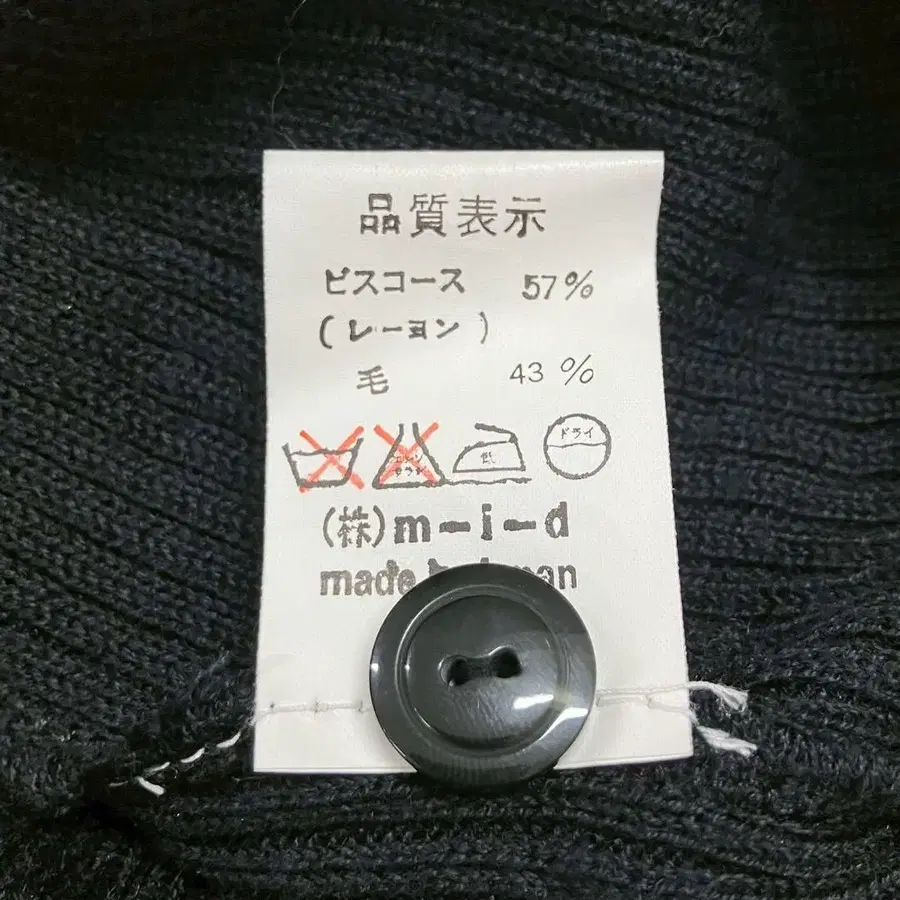 品質表示
ビスコース 57%
(レーヨン)
毛 43%
低 ドライ
(株)m-i-d
made